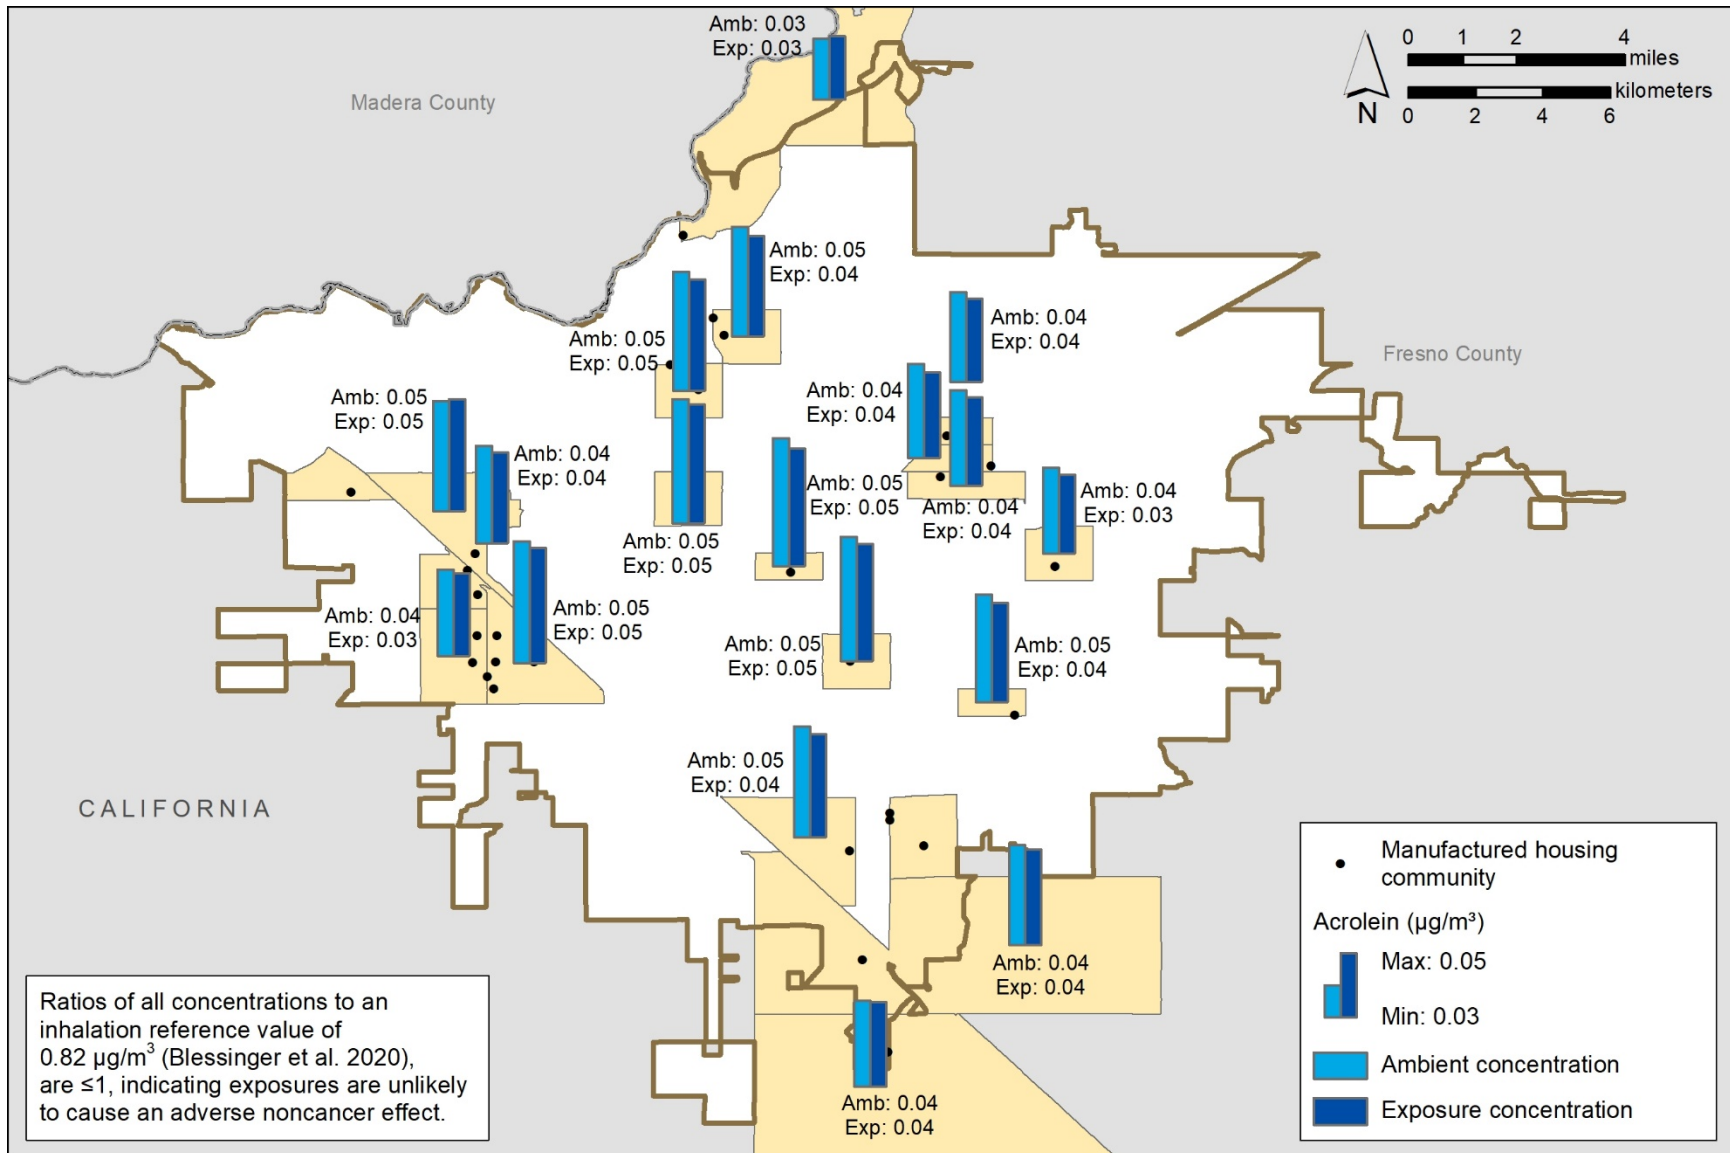 Amb: 0.03
Exp: 0.03
0 1 2 4
miles
kilometers
0 2 4 6
N
Madera County
Amb: 0.05
Exp: 0.04
Amb: 0.05
Exp: 0.05
Amb: 0.04
Exp: 0.04
Fresno County
Amb: 0.04
Exp: 0.04
Amb: 0.05
Exp: 0.05
Amb: 0.04
Exp: 0.04
Amb: 0.05
Exp: 0.05
Amb: 0.04
Exp: 0.04
Amb: 0.04
Exp: 0.03
Amb: 0.05
Exp: 0.05
Amb: 0.04
Exp: 0.03
Amb: 0.05
Exp: 0.05
Amb: 0.05
Exp: 0.05
Amb: 0.05
Exp: 0.04
Amb: 0.05
Exp: 0.04
CALIFORNIA
Amb: 0.04
Exp: 0.04
Amb: 0.04
Exp: 0.04
Ratios of all concentrations to an
inhalation reference value of
0.82 µg/m³ (Blessinger et al. 2020),
are ≤1, indicating exposures are unlikely
to cause an adverse noncancer effect.
Manufactured housing
community
Acrolein (µg/m³)
Max: 0.05
Min: 0.03
Ambient concentration
Exposure concentration